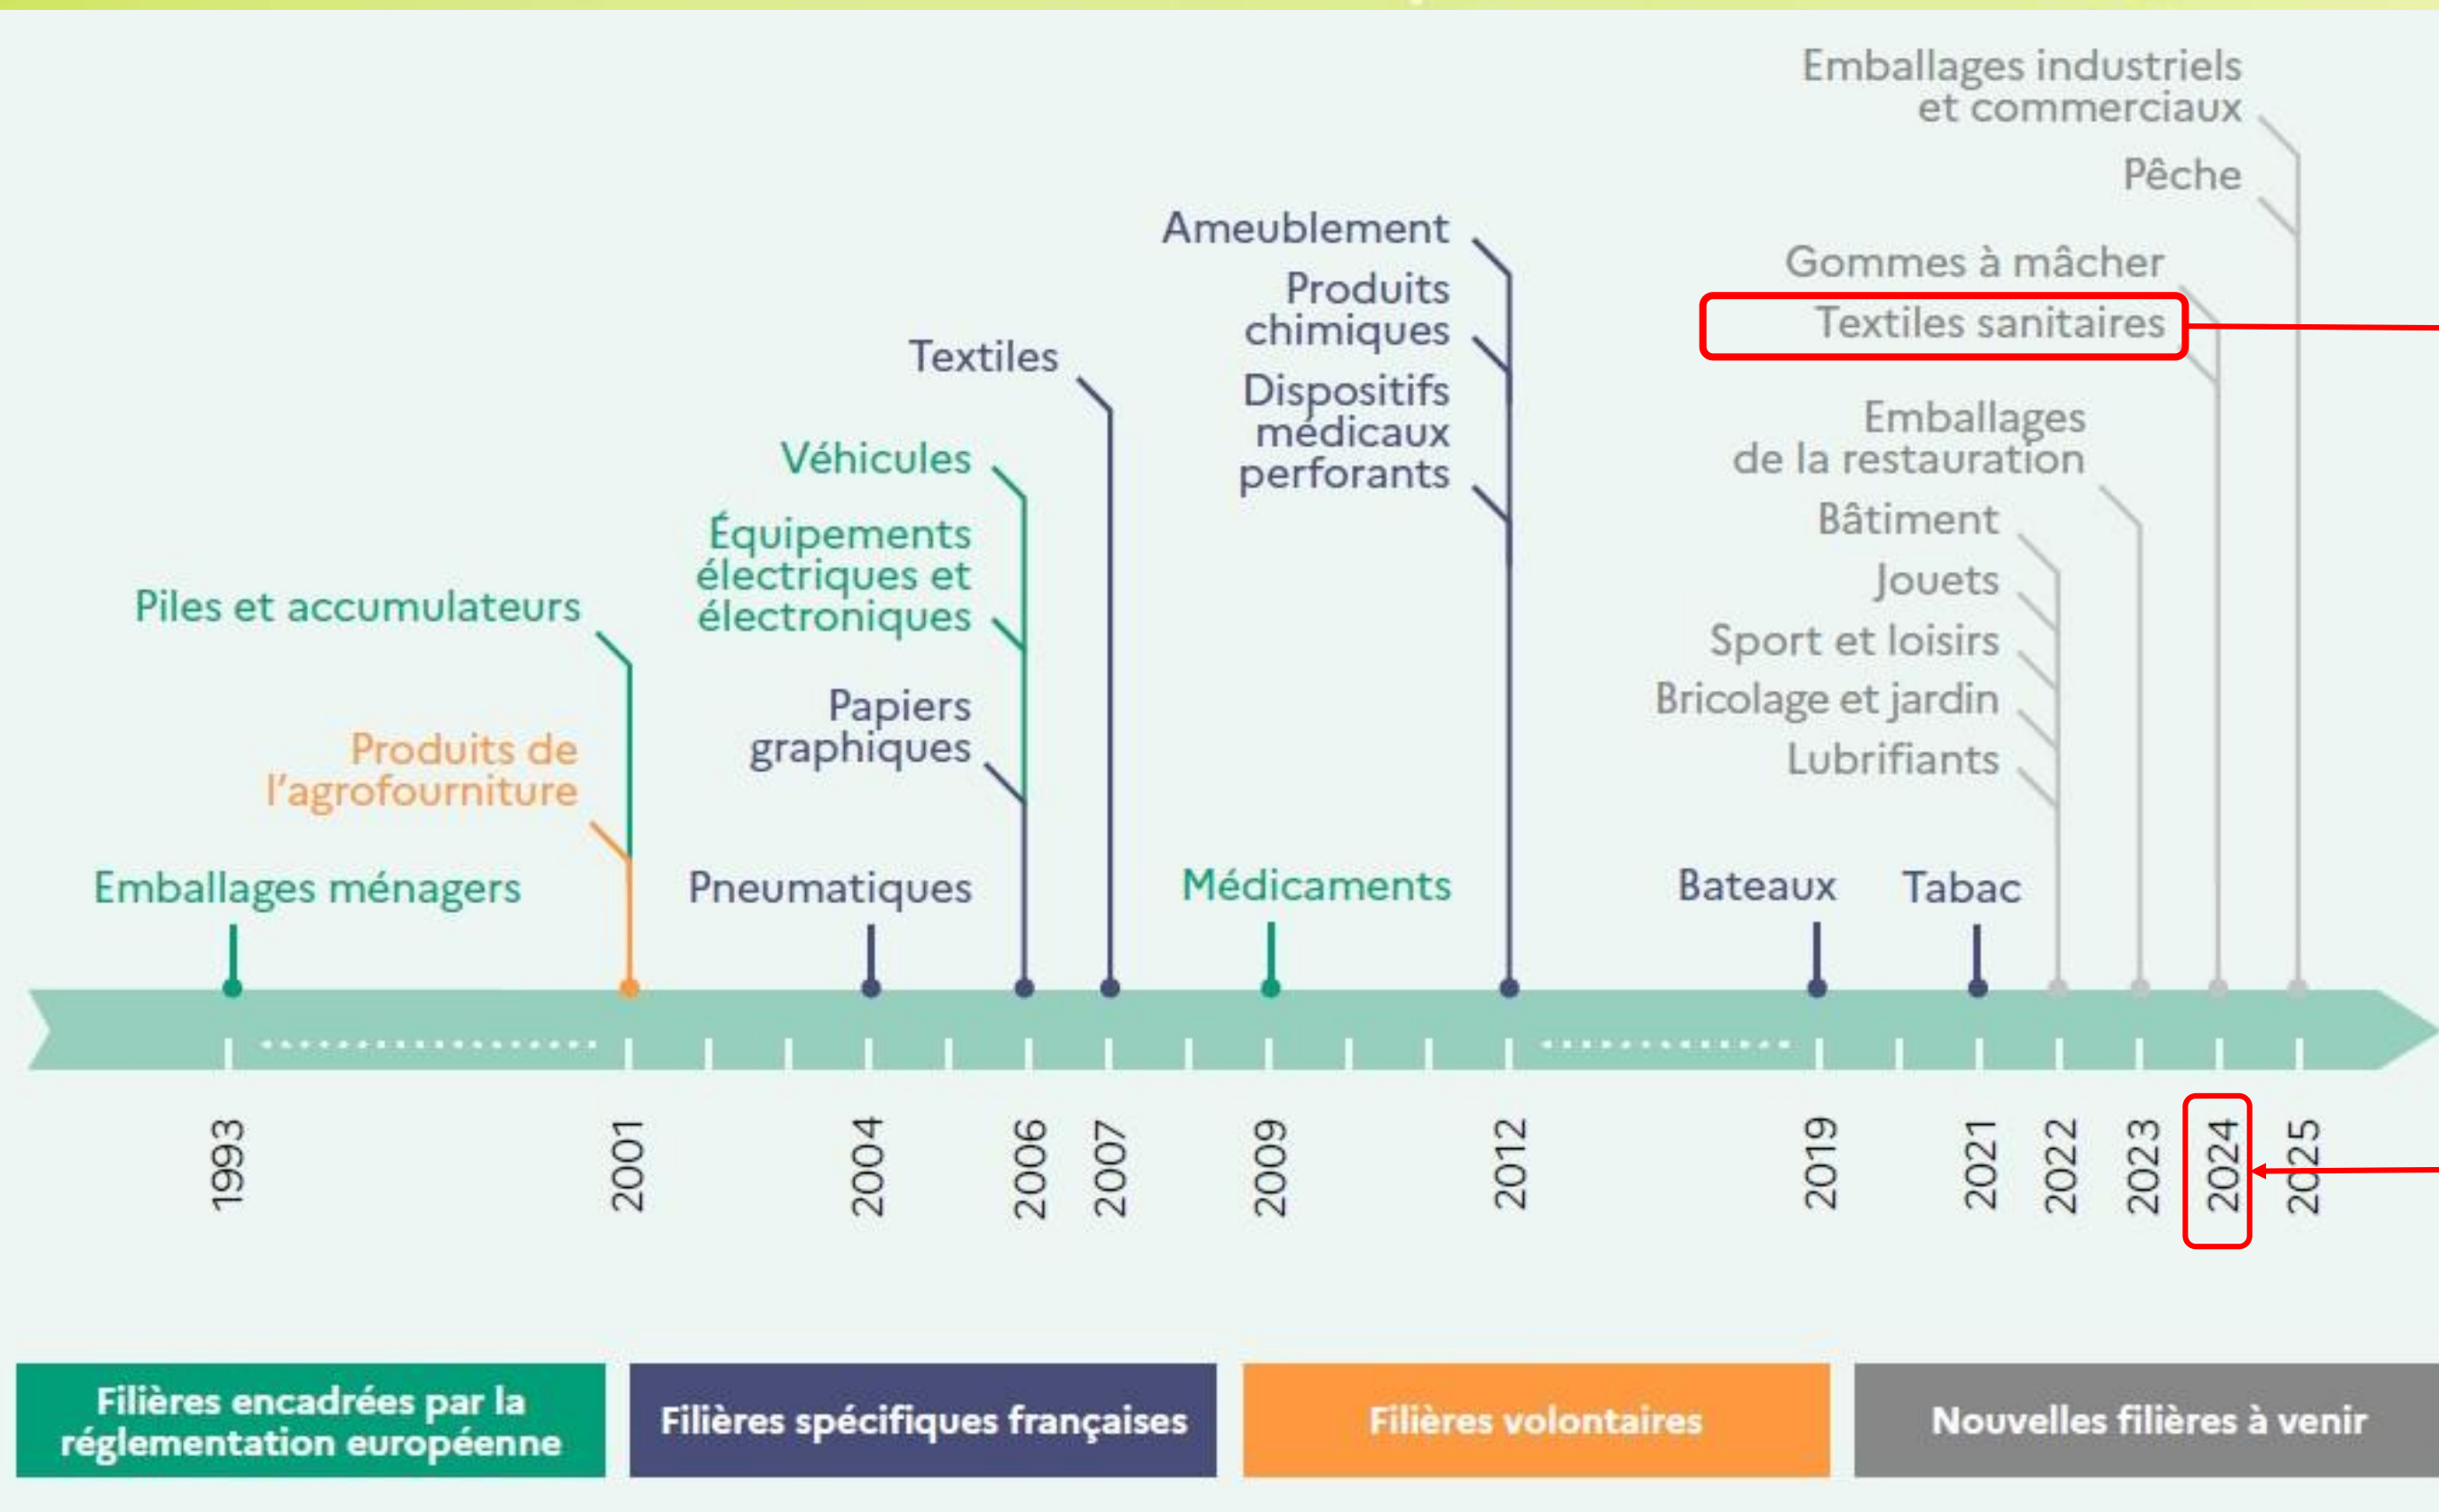 Emballages industriels
et commerciaux
Pêche
Ameublement
Gommes à mâcher
Produits
chimiques
Textiles sanitaires
Textiles
Dispositifs
médicaux
perforants
Emballages
de la restauration
Véhicules
Bâtiment
Équipements
électriques et
électroniques
Jouets
Piles et accumulateurs
Sport et loisirs
Bricolage et jardin
Papiers
graphiques
Produits de
l'agrofourniture
Lubrifiants
Emballages ménagers
Pneumatiques
Médicaments
Bateaux
Tabac
1993
2001
2004
2006
2007
2009
2012
2019
2021
2022
2023
2024
2025
Filières encadrées par la
réglementation européenne
Filières spécifiques françaises
Filières volontaires
Nouvelles filières à venir